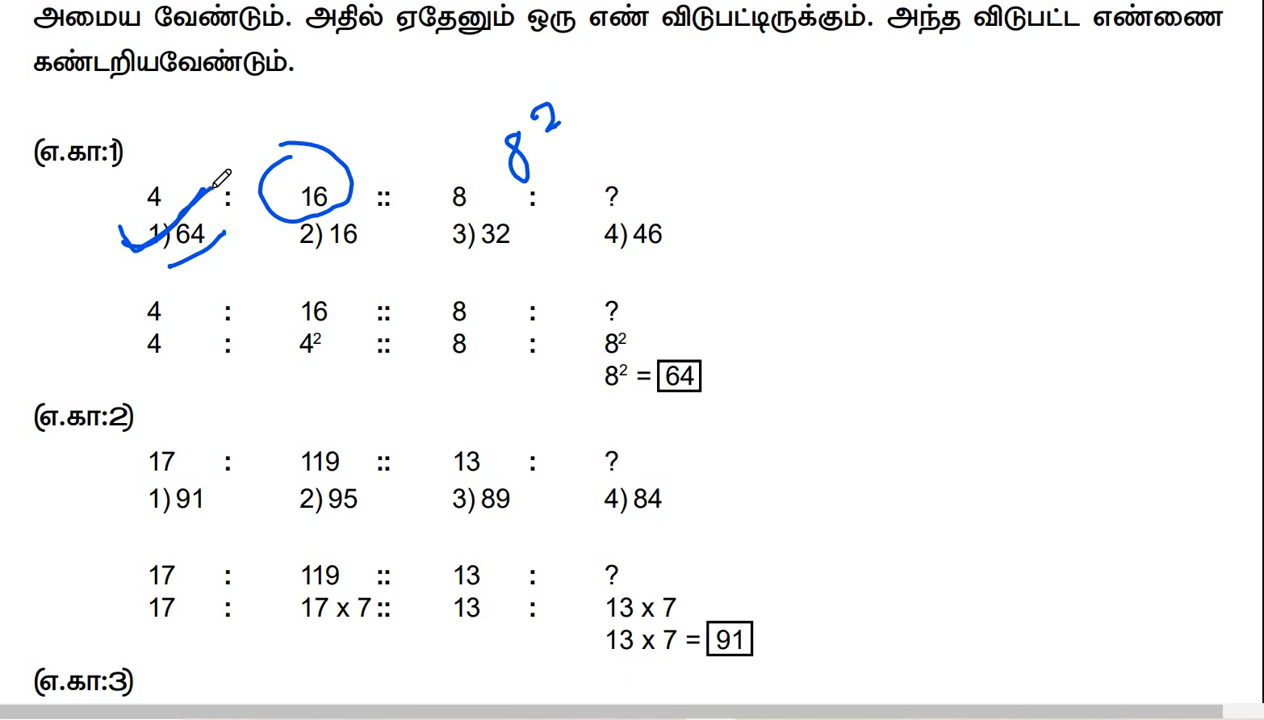 அமைய வேண்டும். அதில் ஏதேனும் ஒரு எண் விடுபட்டிருக்கும். அந்த விடுபட்ட எண்ணை
கண்டறியவேண்டும்.
8²
(எ.கா:1)
4 : 16 :: 8 : ?
1) 64 2) 16 3) 32 4) 46
4 : 16 :: 8 : ?
4 : 4² :: 8 : 8²
8² = 64
(எ.கா:2)
17 : 119 :: 13 : ?
1) 91 2) 95 3) 89 4) 84
17 : 119 :: 13 : ?
17 : 17 x 7 :: 13 : 13 x 7
13 x 7 = 91
(எ.கா:3)